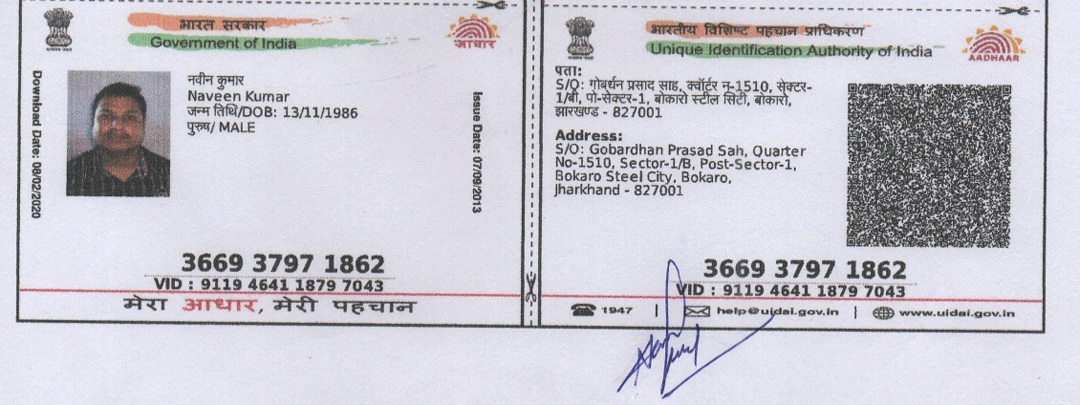 भारत सरकार
Government of India
आधार
Download Date: 08/02/2020
नवीन कुमार
Naveen Kumar
जन्म तिथि/DOB: 13/11/1986
पुरुष/ MALE
Issue Date: 07/09/2013
3669 3797 1862
VID : 9119 4641 1879 7043
मेरा आधार, मेरी पहचान
भारतीय विशिष्ट पहचान प्राधिकरण
Unique Identification Authority of India
AADHAAR
पता:
S/O: गोबर्धन प्रसाद साह, क्वॉर्टर न-1510, सेक्टर-
1/बी, पो-सेक्टर-1, बोकारो स्टील सिटी, बोकारो,
झारखण्ड - 827001
Address:
S/O: Gobardhan Prasad Sah, Quarter
No-1510, Sector-1/B, Post-Sector-1,
Bokaro Steel City, Bokaro,
Jharkhand - 827001
3669 3797 1862
VID : 9119 4641 1879 7043
1947 | help@uidai.gov.in | www.uidai.gov.in